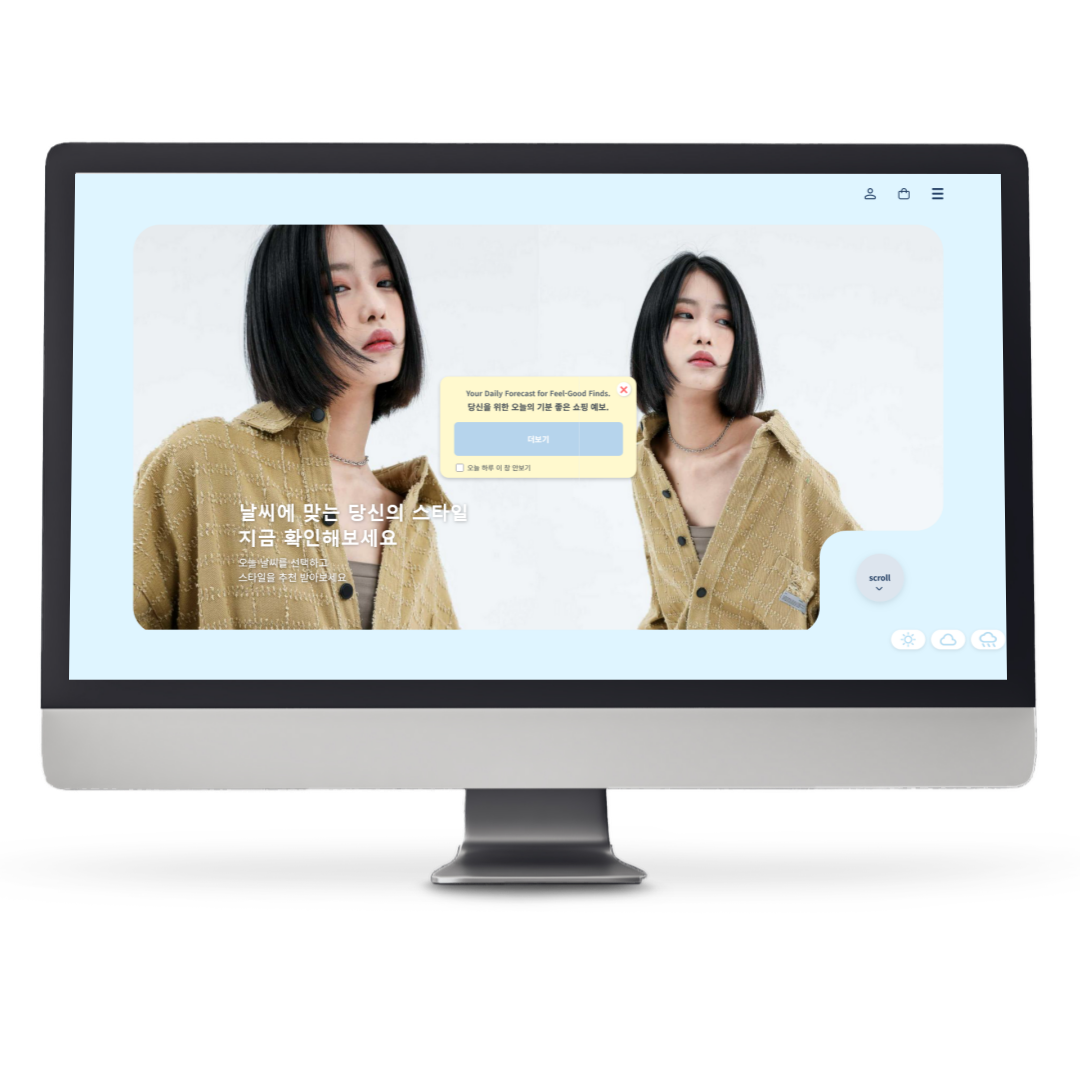 Your Daily Forecast for Feel-Good Finds.
당신을 위한 오늘의 기분 좋은 쇼핑 예보.
더보기
오늘 하루 이 창 안보기
날씨에 맞는 당신의 스타일
지금 확인해보세요
오늘 날씨를 선택하고
스타일을 추천 받아보세요
scroll